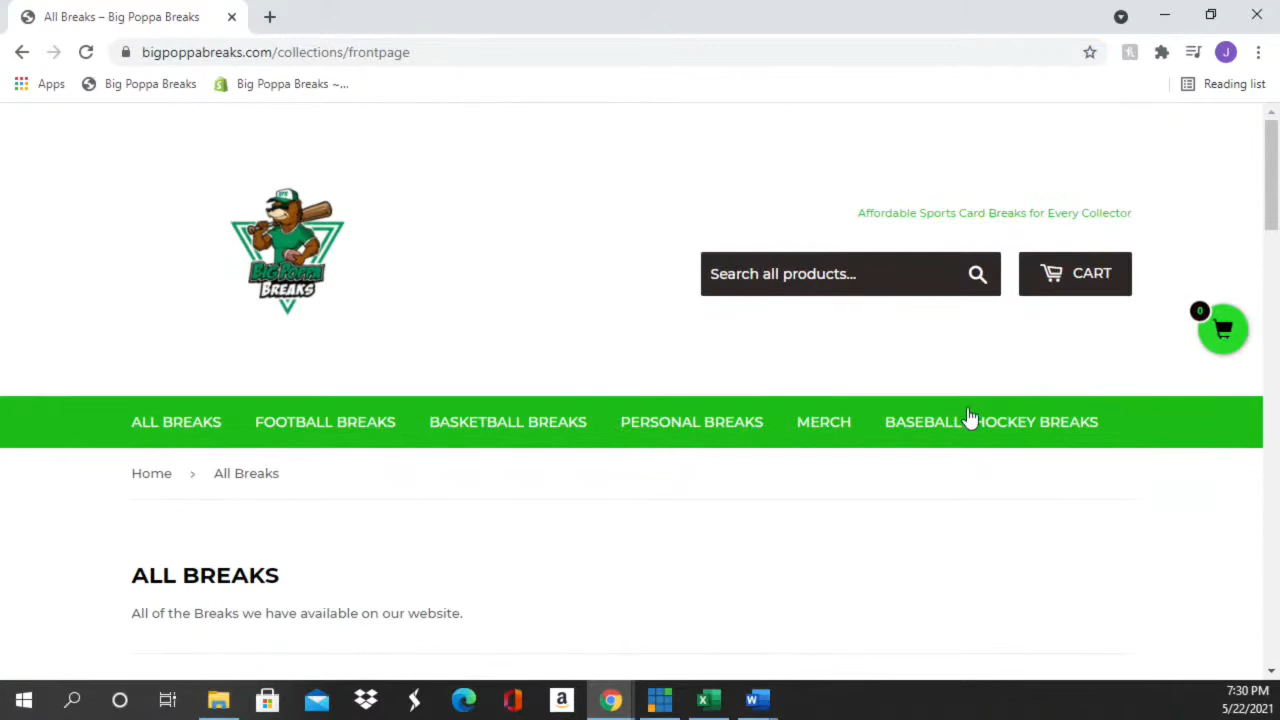 All Breaks – Big Poppa Breaks
bigpoppabreaks.com/collections/frontpage
J
Apps
Big Poppa Breaks
Big Poppa Breaks ~...
Reading list
BIG POPPA
BREAKS
Affordable Sports Card Breaks for Every Collector
Search all products...
CART
0
ALL BREAKS
FOOTBALL BREAKS
BASKETBALL BREAKS
PERSONAL BREAKS
MERCH
BASEBALL HOCKEY BREAKS
Home › All Breaks
ALL BREAKS
All of the Breaks we have available on our website.
7:30 PM
5/22/2021